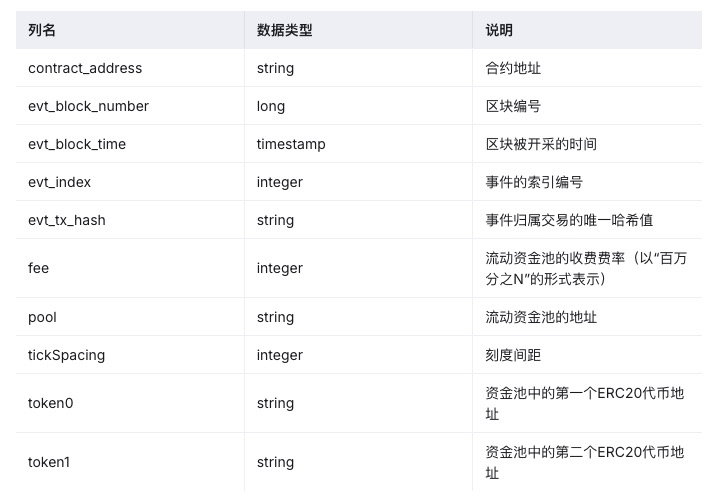 列名 数据类型 说明
contract_address string 合约地址
evt_block_number long 区块编号
evt_block_time timestamp 区块被开采的时间
evt_index integer 事件的索引编号
evt_tx_hash string 事件归属交易的唯一哈希值
fee integer 流动资金池的收费费率（以“百万
分之N”的形式表示）
pool string 流动资金池的地址
tickSpacing integer 刻度间距
token0 string 资金池中的第一个ERC20代币地
址
token1 string 资金池中的第二个ERC20代币地
址